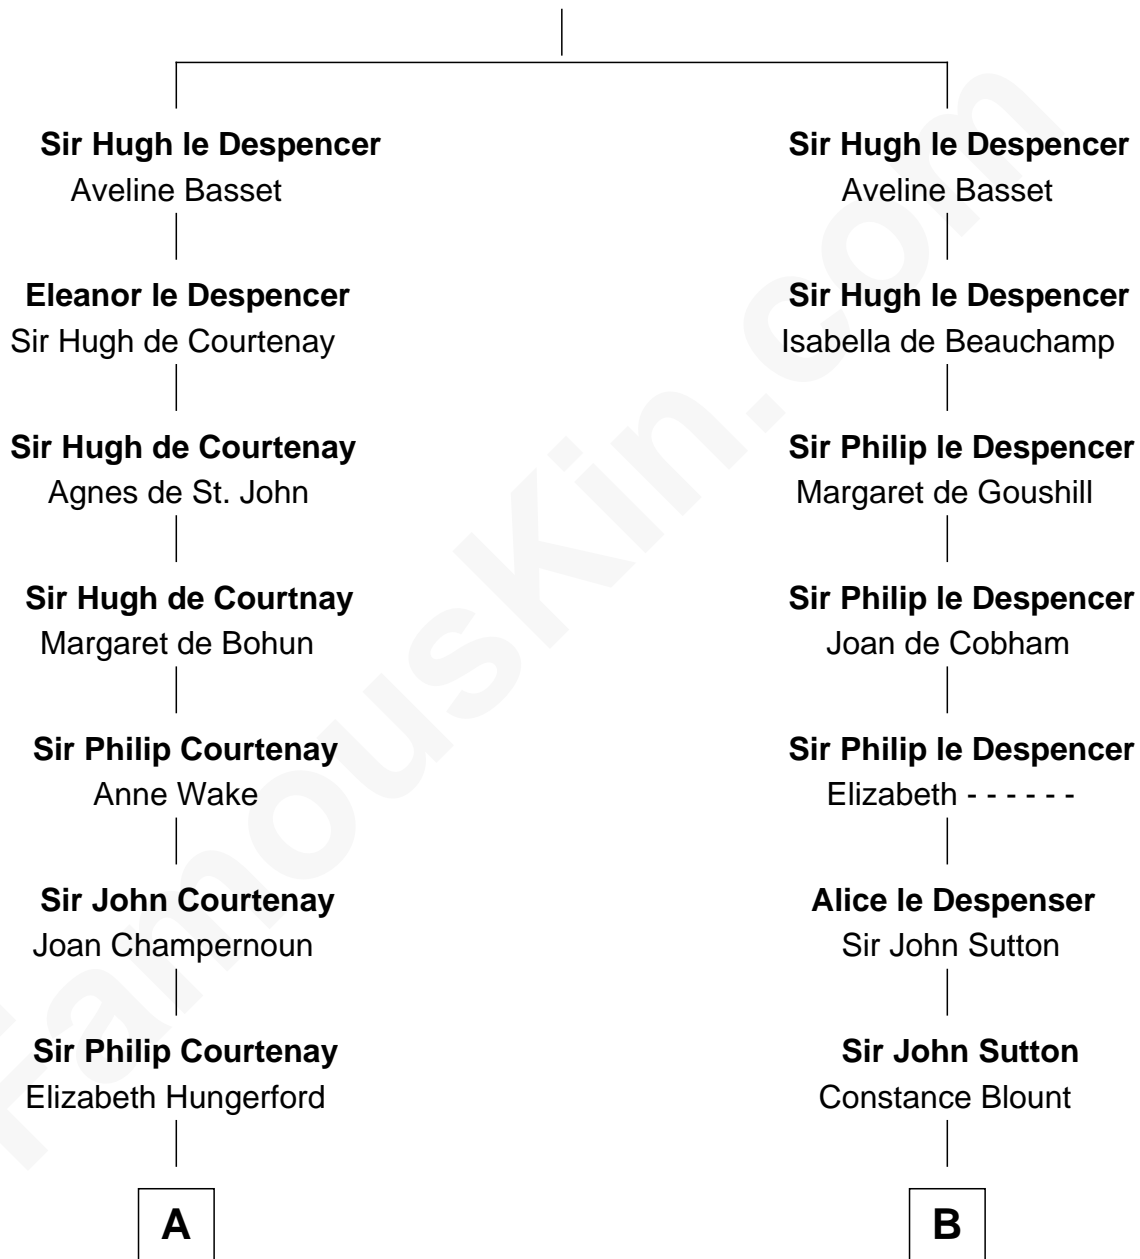 Sir Hugh le Despencer
Aveline Basset
Eleanor le Despencer
Sir Hugh de Courtenay
Sir Hugh de Courtenay
Agnes de St. John
Sir Hugh de Courtnay
Margaret de Bohun
Sir Philip Courtenay
Anne Wake
Sir John Courtenay
Joan Champernoun
Sir Philip Courtenay
Elizabeth Hungerford
A
Sir Hugh le Despencer
Aveline Basset
Sir Hugh le Despencer
Isabella de Beauchamp
Sir Philip le Despencer
Margaret de Goushill
Sir Philip le Despencer
Joan de Cobham
Sir Philip le Despencer
Elizabeth - - - - - -
Alice le Despenser
Sir John Sutton
Sir John Sutton
Constance Blount
B
FamousKin.com